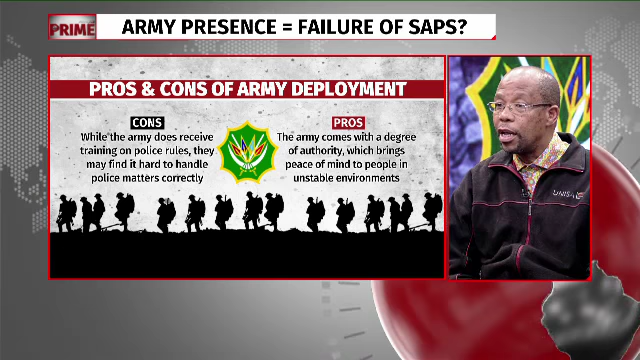 PRIME
ARMY PRESENCE = FAILURE OF SAPS?
PROS & CONS OF ARMY DEPLOYMENT
CONS
While the army does receive
training on police rules, they
may find it hard to handle
police matters correctly
PROS
The army comes with a degree
of authority, which brings
peace of mind to people in
unstable environments
UNISA